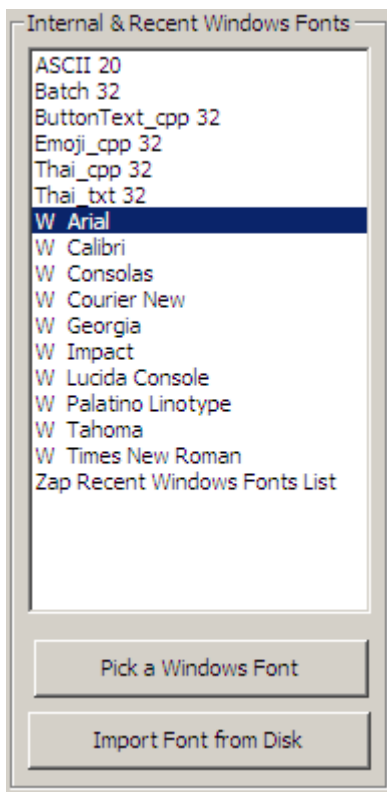 Internal & Recent Windows Fonts
ASCII 20
Batch 32
ButtonText_cpp 32
Emoji_cpp 32
Thai_cpp 32
Thai_txt 32
W Arial
W Calibri
W Consolas
W Courier New
W Georgia
W Impact
W Lucida Console
W Palatino Linotype
W Tahoma
W Times New Roman
Zap Recent Windows Fonts List
Pick a Windows Font
Import Font from Disk